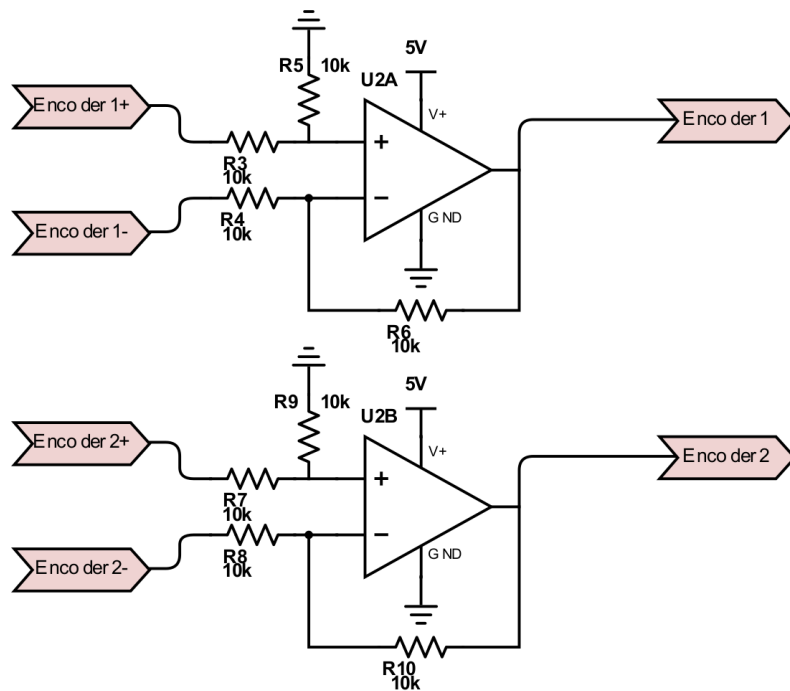 5V
R5 10k
U2A
Enco der 1+
V+
Enco der 1
+
R3
10k
−
R4
10k
Enco der 1-
G ND
R6
10k
5V
R9 10k
U2B
Enco der 2+
V+
Enco der 2
+
R7
10k
−
R8
10k
Enco der 2-
G ND
R10
10k